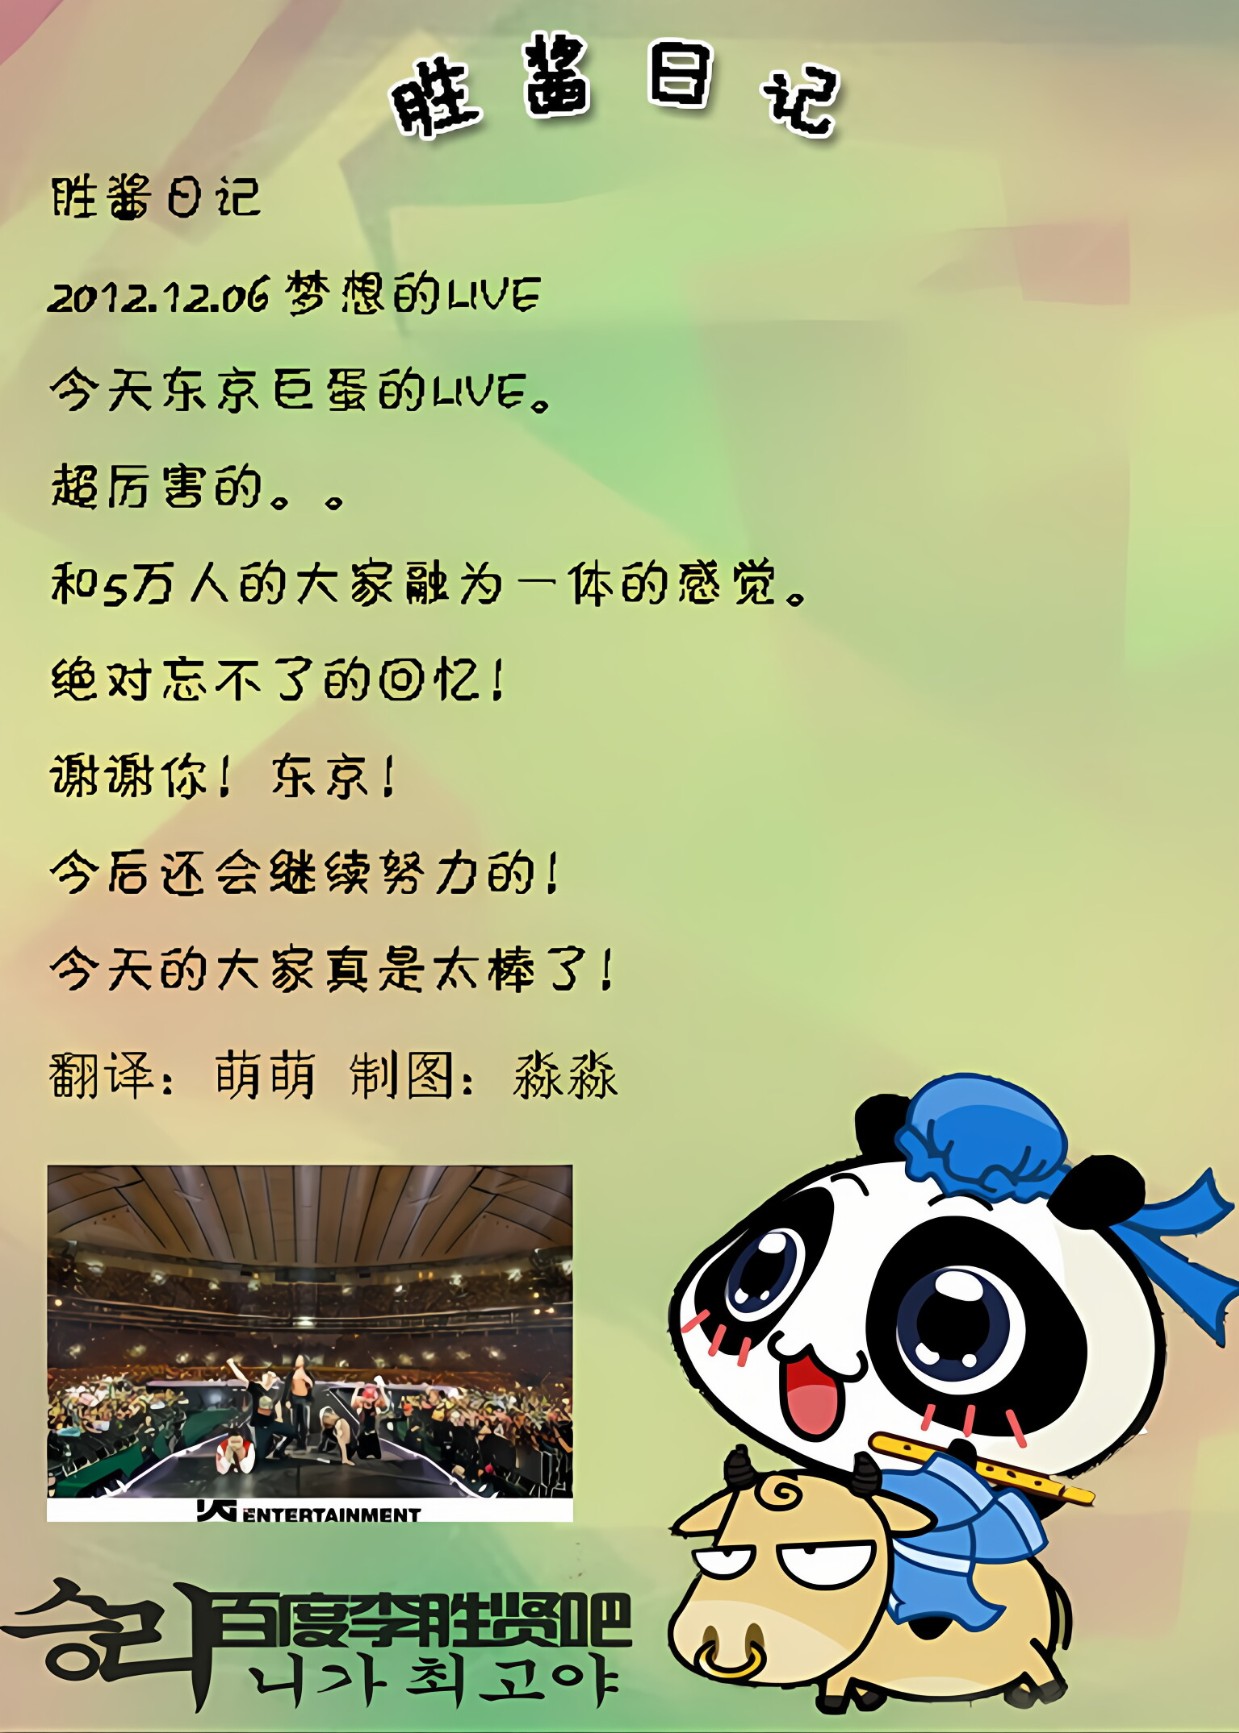 胜酱日记
胜酱日记
2012.12.06 梦想的LIVE
今天东京巨蛋的LIVE。
超厉害的。。
和5万人的大家融为一体的感觉。
绝对忘不了的回忆！
谢谢你！东京！
今后还会继续努力的！
今天的大家真是太棒了！
翻译：萌萌 制图：淼淼
YG ENTERTAINMENT
승리 百度李胜贤吧
니가 최고야